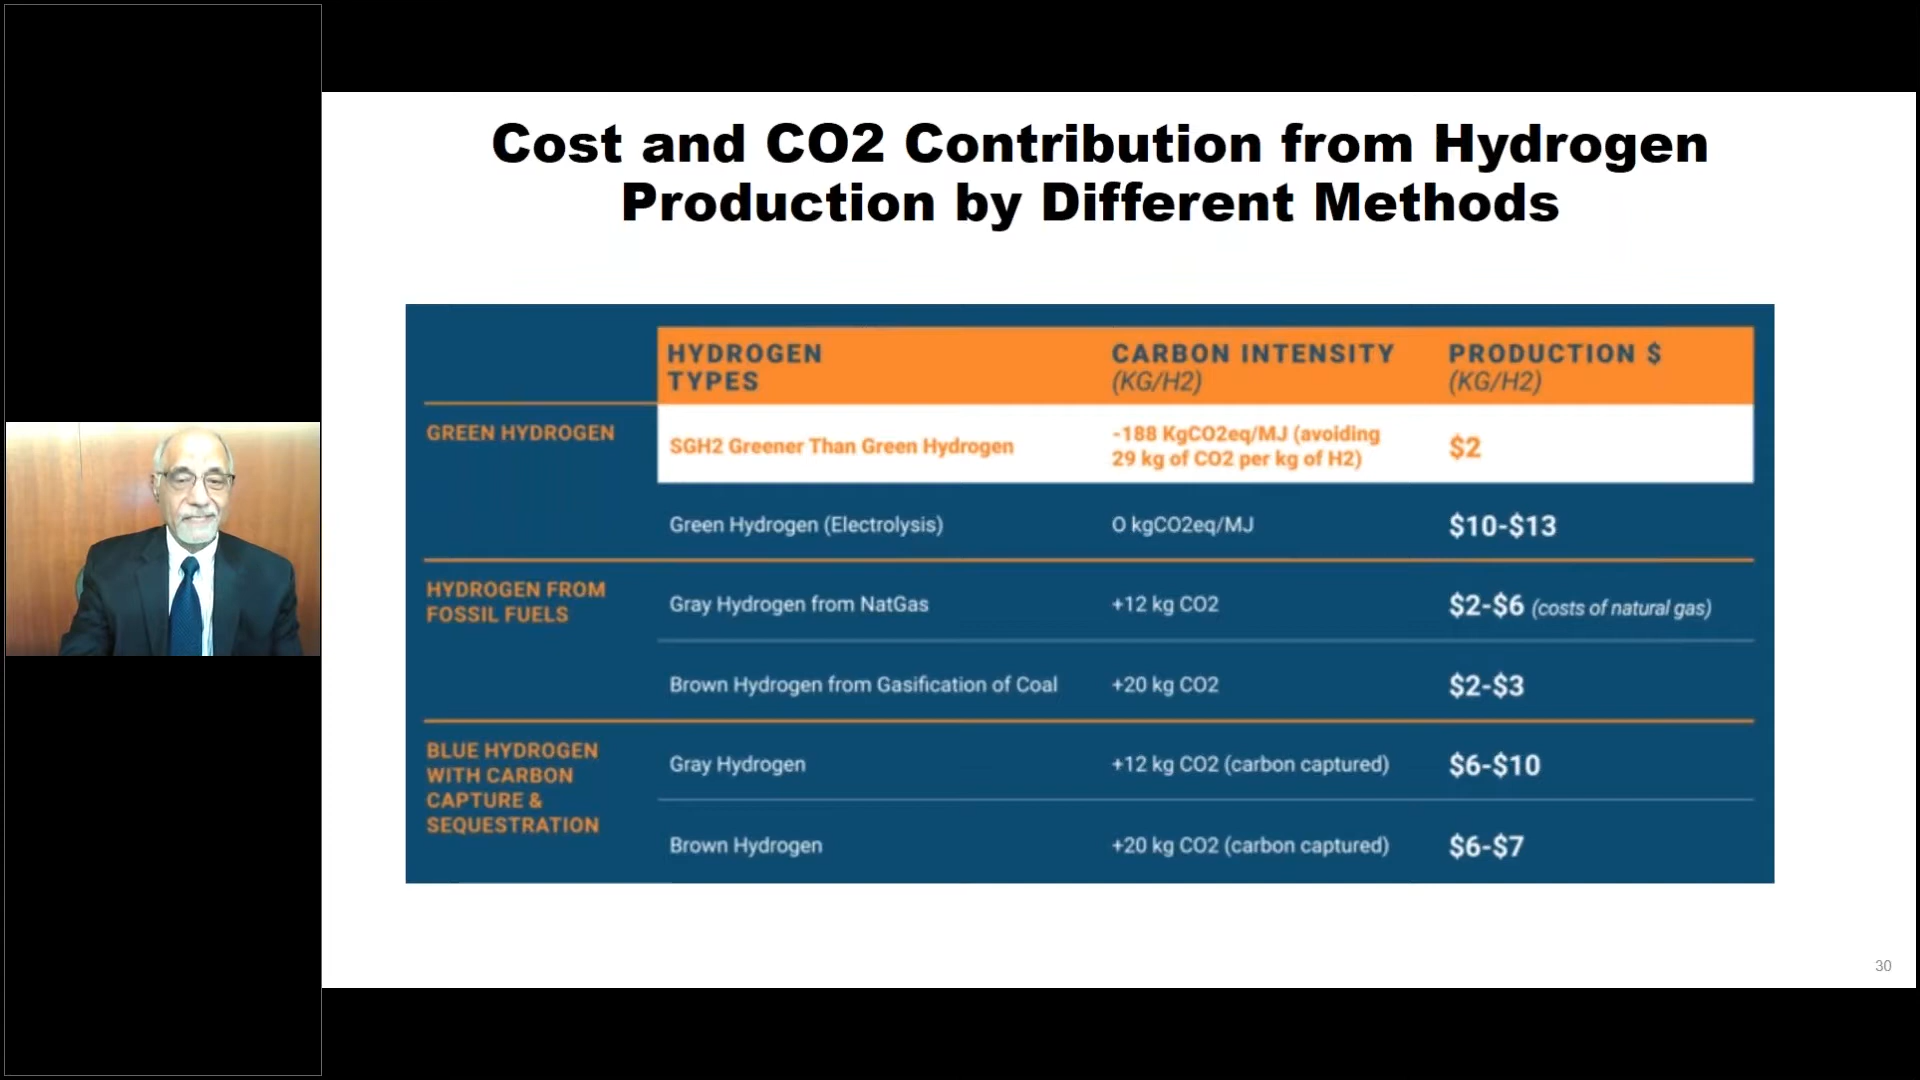 Cost and CO2 Contribution from Hydrogen
Production by Different Methods
HYDROGEN
TYPES
CARBON INTENSITY
(KG/H2)
PRODUCTION $
(KG/H2)
GREEN HYDROGEN
SGH2 Greener Than Green Hydrogen
-188 KgCO2eq/MJ (avoiding
29 kg of CO2 per kg of H2)
$2
Green Hydrogen (Electrolysis)
O kgCO2eq/MJ
$10-$13
HYDROGEN FROM
FOSSIL FUELS
Gray Hydrogen from NatGas
+12 kg CO2
$2-$6 (costs of natural gas)
Brown Hydrogen from Gasification of Coal
+20 kg CO2
$2-$3
BLUE HYDROGEN
WITH CARBON
CAPTURE &
SEQUESTRATION
Gray Hydrogen
+12 kg CO2 (carbon captured)
$6-$10
Brown Hydrogen
+20 kg CO2 (carbon captured)
$6-$7
30